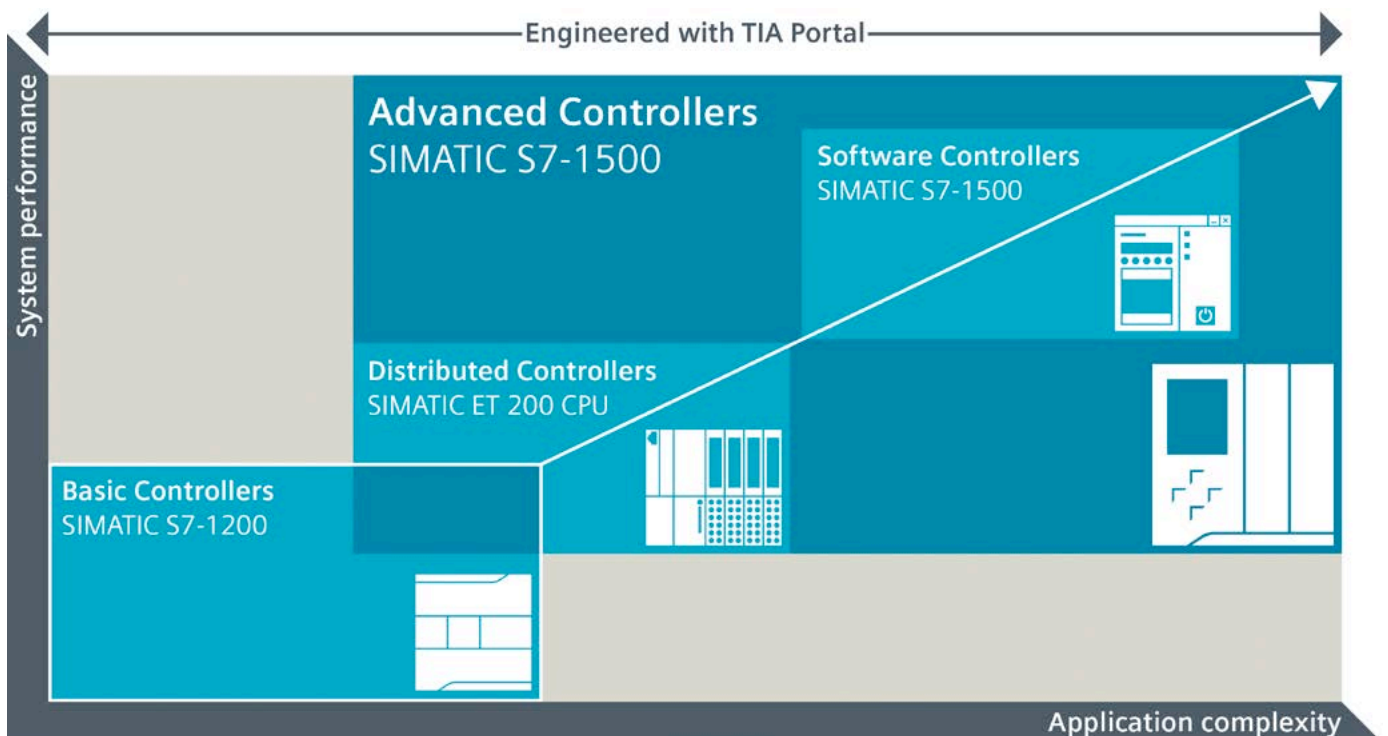 Engineered with TIA Portal
System performance
Advanced Controllers
SIMATIC S7-1500
Software Controllers
SIMATIC S7-1500
Distributed Controllers
SIMATIC ET 200 CPU
Basic Controllers
SIMATIC S7-1200
Application complexity